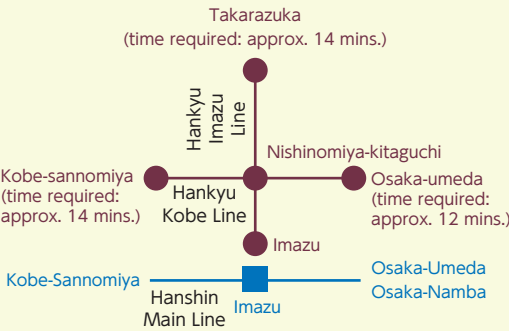 Takarazuka
(time required: approx. 14 mins.)
Hankyu
Imazu
Line
Nishinomiya-kitaguchi
Kobe-sannomiya
(time required:
approx. 14 mins.)
Hankyu
Kobe Line
Osaka-umeda
(time required:
approx. 12 mins.)
Imazu
Kobe-Sannomiya
Hanshin
Main Line
Imazu
Osaka-Umeda
Osaka-Namba